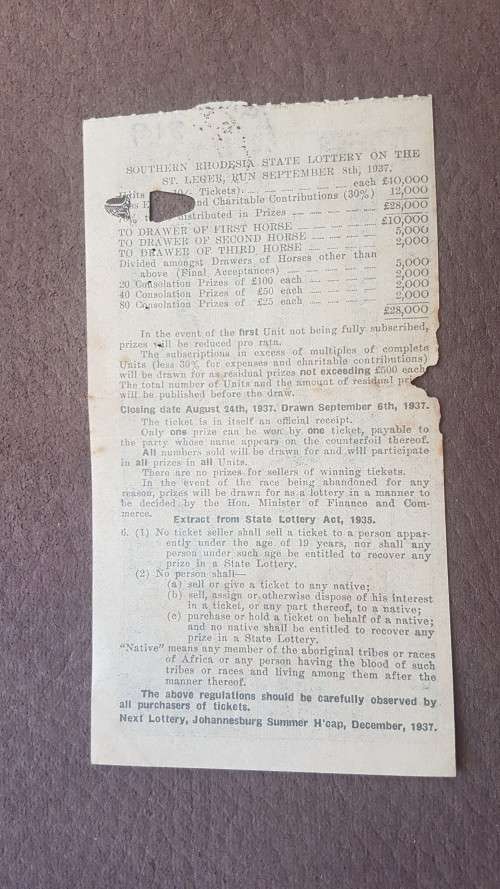 SOUTHERN RHODESIA STATE LOTTERY ON THE
ST. LEGER, RUN SEPTEMBER 8th, 1937.
Units Tickets). each £40,000
and Charitable Contributions (30%) 12,000
£28,000
distributed in Prizes
TO DRAWER OF FIRST HORSE £10,000
TO DRAWER OF SECOND HORSE 5,000
TO DRAWER OF THIRD HORSE 2,000
Divided amongst Drawers of Horses other than
above (Final Acceptances) 5,000
20 Consolation Prizes of £100 each 2,000
40 Consolation Prizes of £50 each 2,000
80 Consolation Prizes of £25 each 2,000
£28,000
In the event of the first Unit not being fully subscribed,
prizes will be reduced pro rata.
The subscriptions in excess of multiples of complete
Units (less 30% for expenses and charitable contributions)
will be drawn for as residual prizes not exceeding £500 each
The total number of Units and the amount of residual
will be published before the draw.
Closing date August 24th, 1937. Drawn September 6th, 1937.
The ticket is in itself an official receipt.
Only one prize can be won by one ticket, payable to
the party whose name appears on the counterfoil thereof.
All numbers sold will be drawn for and will participate
in all prizes in all Units.
There are no prizes for sellers of winning tickets.
In the event of the race being abandoned for any
reason, prizes will be drawn for as a lottery in a manner to
be decided by the Hon. Minister of Finance and Com-
merce.
Extract from State Lottery Act, 1935.
6. (1) No ticket seller shall sell a ticket to a person appar-
ently under the age of 19 years, nor shall any
person under such age be entitled to recover any
prize in a State Lottery.
(2) No person shall—
(a) sell or give a ticket to any native;
(b) sell, assign or otherwise dispose of his interest
in a ticket, or any part thereof, to a native;
(c) purchase or hold a ticket on behalf of a native;
and no native shall be entitled to recover any
prize in a State Lottery.
"Native" means any member of the aboriginal tribes or races
of Africa or any person having the blood of such
tribes or races and living among them after the
manner thereof.
The above regulations should be carefully observed by
all purchasers of tickets.
Next Lottery, Johannesburg Summer H'cap, December, 1937.